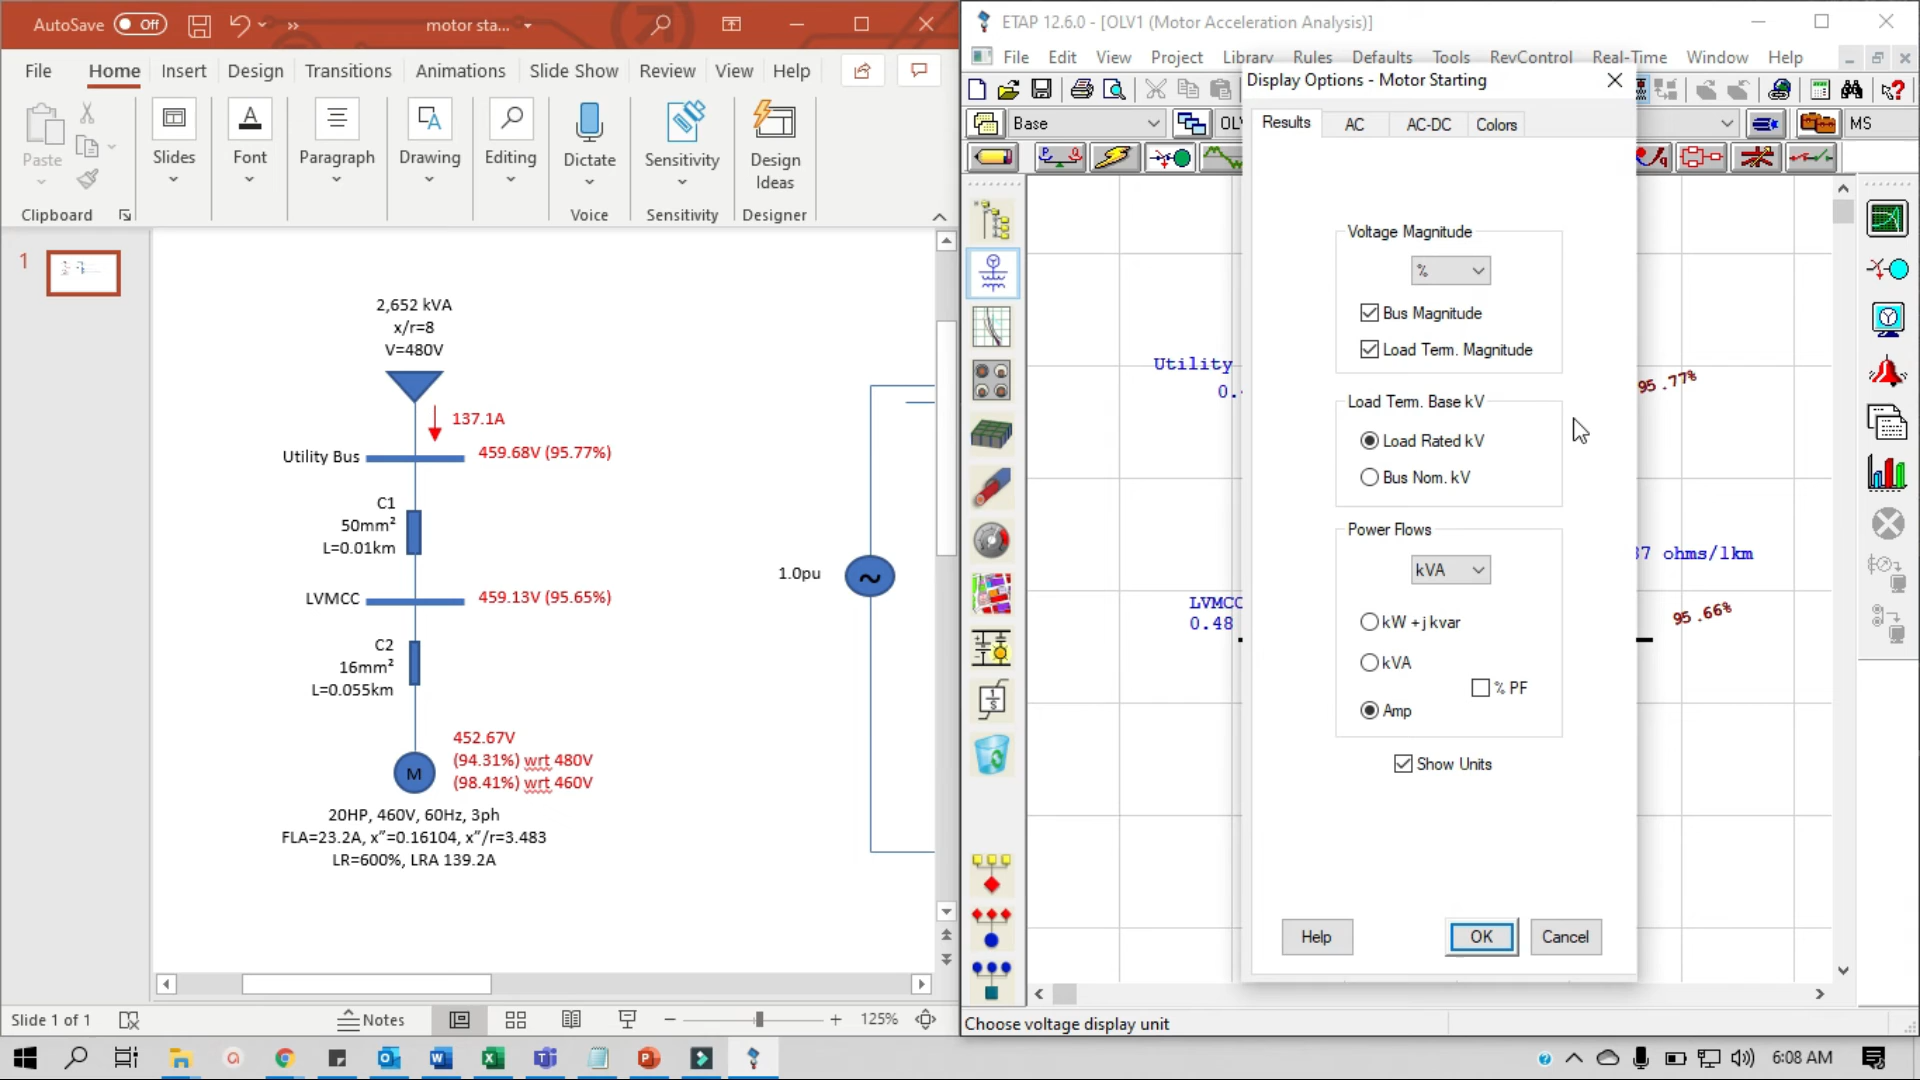 AutoSave Off
motor sta...
File Home Insert Design Transitions Animations Slide Show Review View Help
Paste
Slides
Font
Paragraph
Drawing
Editing
Dictate
Sensitivity
Design
Ideas
Clipboard
Voice
Sensitivity
Designer
1
2,652 kVA
x/r=8
V=480V
137.1A
Utility Bus
459.68V (95.77%)
C1
50mm²
L=0.01km
LVMCC
459.13V (95.65%)
C2
16mm²
L=0.055km
452.67V
(94.31%) wrt 480V
(98.41%) wrt 460V
M
20HP, 460V, 60Hz, 3ph
FLA=23.2A, x”=0.16104, x”/r=3.483
LR=600%, LRA 139.2A
1.0pu
~
Slide 1 of 1
Notes
125%
ETAP 12.6.0 - [OLV1 (Motor Acceleration Analysis)]
File Edit View Project Library Rules Defaults Tools RevControl Real-Time Window Help
Base
MS
Utility
95.77%
37 ohms/1km
LVMCC
0.48
95.66%
Display Options - Motor Starting
Results AC AC-DC Colors
Voltage Magnitude
%
Bus Magnitude
Load Term. Magnitude
Load Term. Base kV
Load Rated kV
Bus Nom. kV
Power Flows
kVA
kW + j kvar
kVA
% PF
Amp
Show Units
Help OK Cancel
Choose voltage display unit
6:08 AM